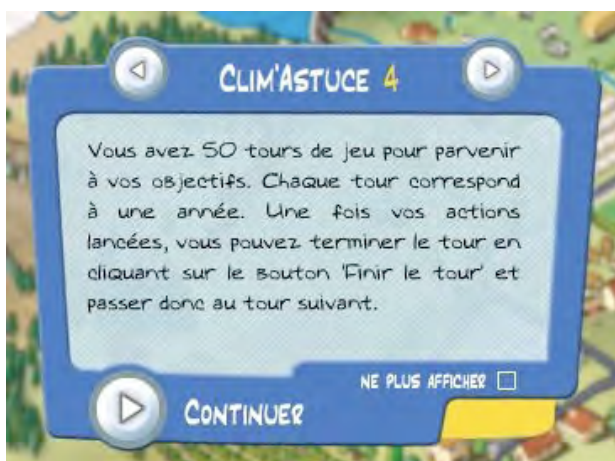 CLIM'ASTUCE 4
Vous avez 50 tours de jeu pour parvenir
à vos objectifs. Chaque tour correspond
à une année. Une fois vos actions
lancées, vous pouvez terminer le tour en
cliquant sur le bouton 'Finir le tour' et
passer donc au tour suivant.
NE PLUS AFFICHER
CONTINUER